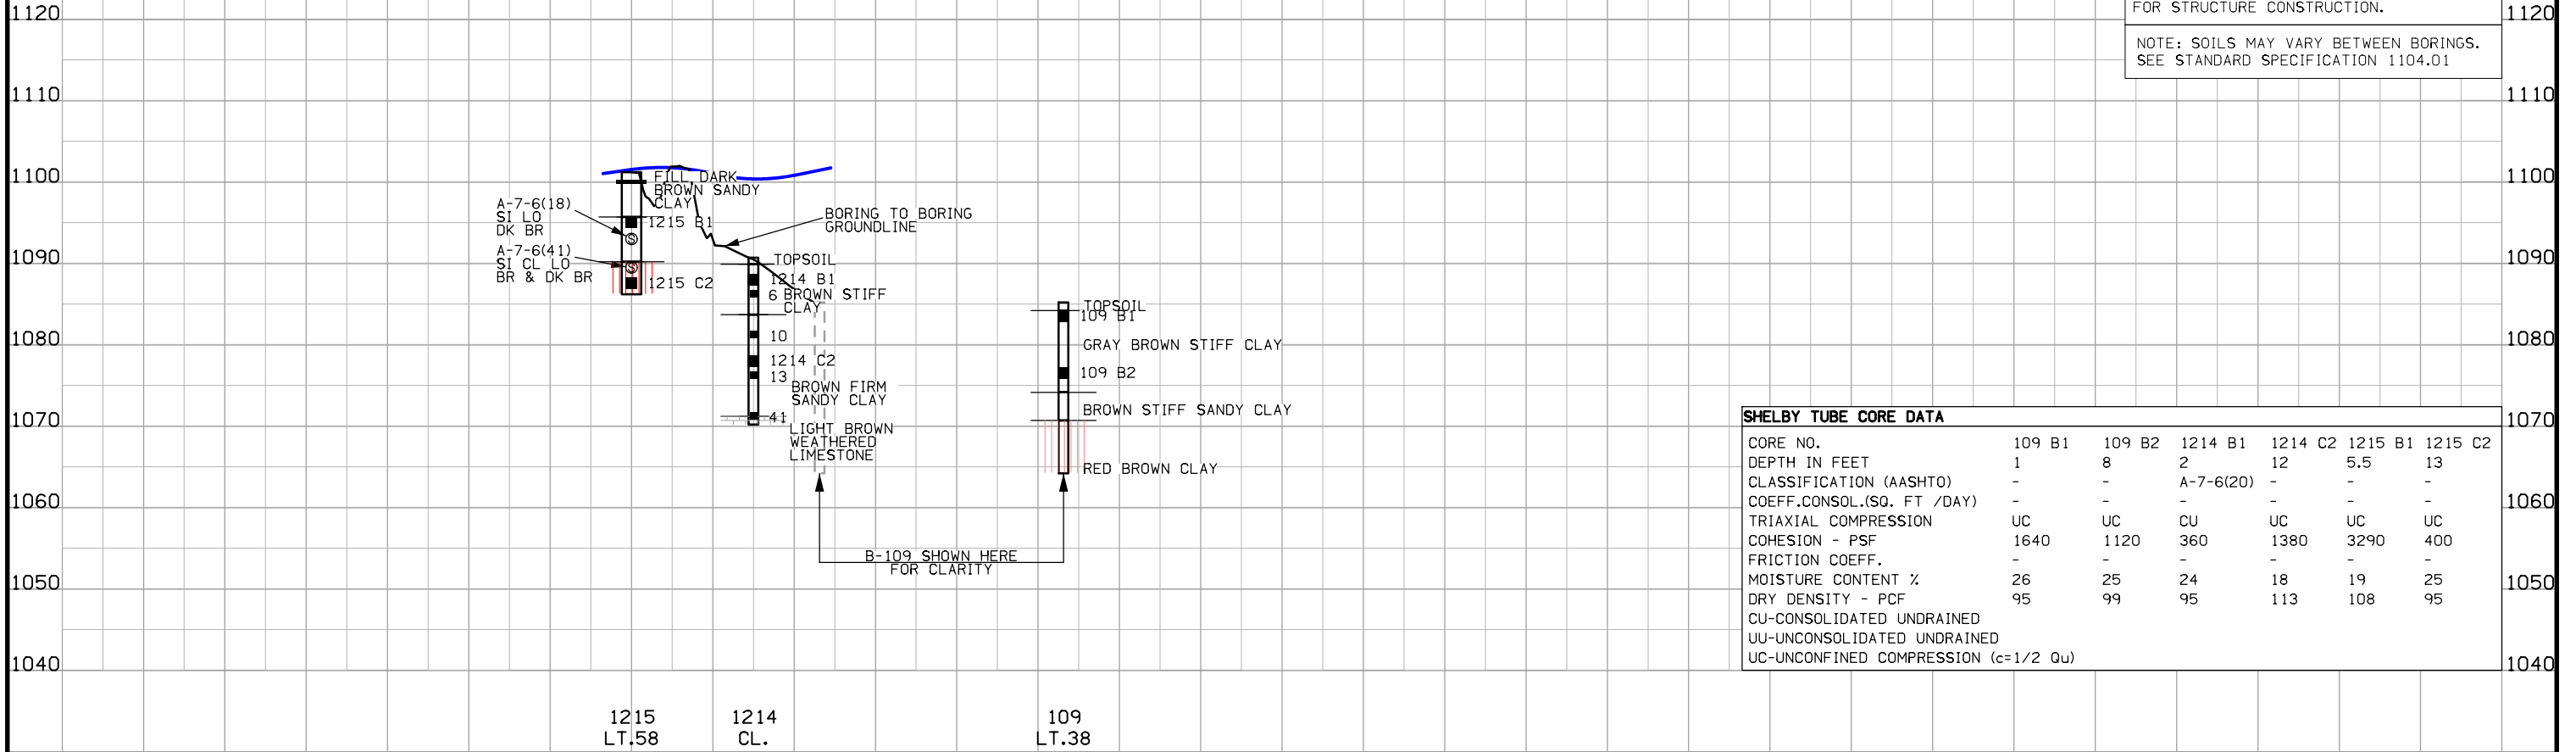 1120
1110
1100
1090
1080
1070
1060
1050
1040
FOR STRUCTURE CONSTRUCTION.
NOTE: SOILS MAY VARY BETWEEN BORINGS.
SEE STANDARD SPECIFICATION 1104.01
1120
1110
1100
1090
1080
1070
1060
1050
1040
FILL DARK
BROWN SANDY
CLAY
A-7-6(18)
SI LO
DK BR
1215 B1
A-7-6(41)
SI CL LO
BR & DK BR
1215 C2
BORING TO BORING
GROUNDLINE
TOPSOIL
1214 B1
6 BROWN STIFF
CLAY
10
1214 C2
13
BROWN FIRM
SANDY CLAY
41
LIGHT BROWN
WEATHERED
LIMESTONE
TOPSOIL
109 B1
GRAY BROWN STIFF CLAY
109 B2
BROWN STIFF SANDY CLAY
RED BROWN CLAY
B-109 SHOWN HERE
FOR CLARITY
SHELBY TUBE CORE DATA
CORE NO. 109 B1 109 B2 1214 B1 1214 C2 1215 B1 1215 C2
DEPTH IN FEET 1 8 2 12 5.5 13
CLASSIFICATION (AASHTO) - - A-7-6(20) - - -
COEFF.CONSOL.(SQ. FT /DAY) - - - - - -
TRIAXIAL COMPRESSION UC UC CU UC UC UC
COHESION - PSF 1640 1120 360 1380 3290 400
FRICTION COEFF. - - - - - -
MOISTURE CONTENT % 26 25 24 18 19 25
DRY DENSITY - PCF 95 99 95 113 108 95
CU-CONSOLIDATED UNDRAINED
UU-UNCONSOLIDATED UNDRAINED
UC-UNCONFINED COMPRESSION (c=1/2 Qu)
1215
LT.58
1214
CL.
109
LT.38